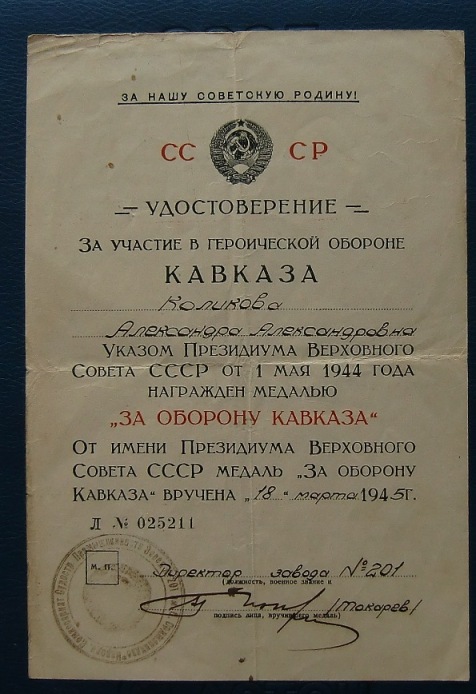 ЗА НАШУ СОВЕТСКУЮ РОДИНУ!
СС СР
УДОСТОВЕРЕНИЕ
ЗА УЧАСТИЕ В ГЕРОИЧЕСКОЙ ОБОРОНЕ
КАВКАЗА
Коликова
Александра Александровна
УКАЗОМ ПРЕЗИДИУМА ВЕРХОВНОГО
СОВЕТА СССР ОТ 1 МАЯ 1944 ГОДА
НАГРАЖДЕН МЕДАЛЬЮ
„ЗА ОБОРОНУ КАВКАЗА“
ОТ ИМЕНИ ПРЕЗИДИУМА ВЕРХОВНОГО
СОВЕТА СССР МЕДАЛЬ „ЗА ОБОРОНУ
КАВКАЗА“ ВРУЧЕНА „18“ марта 1945г.
Л № 025211
М. П.
Директор завода №201
(должность, военное звание и
(Токарев)
подпись лица, вручившего медаль)